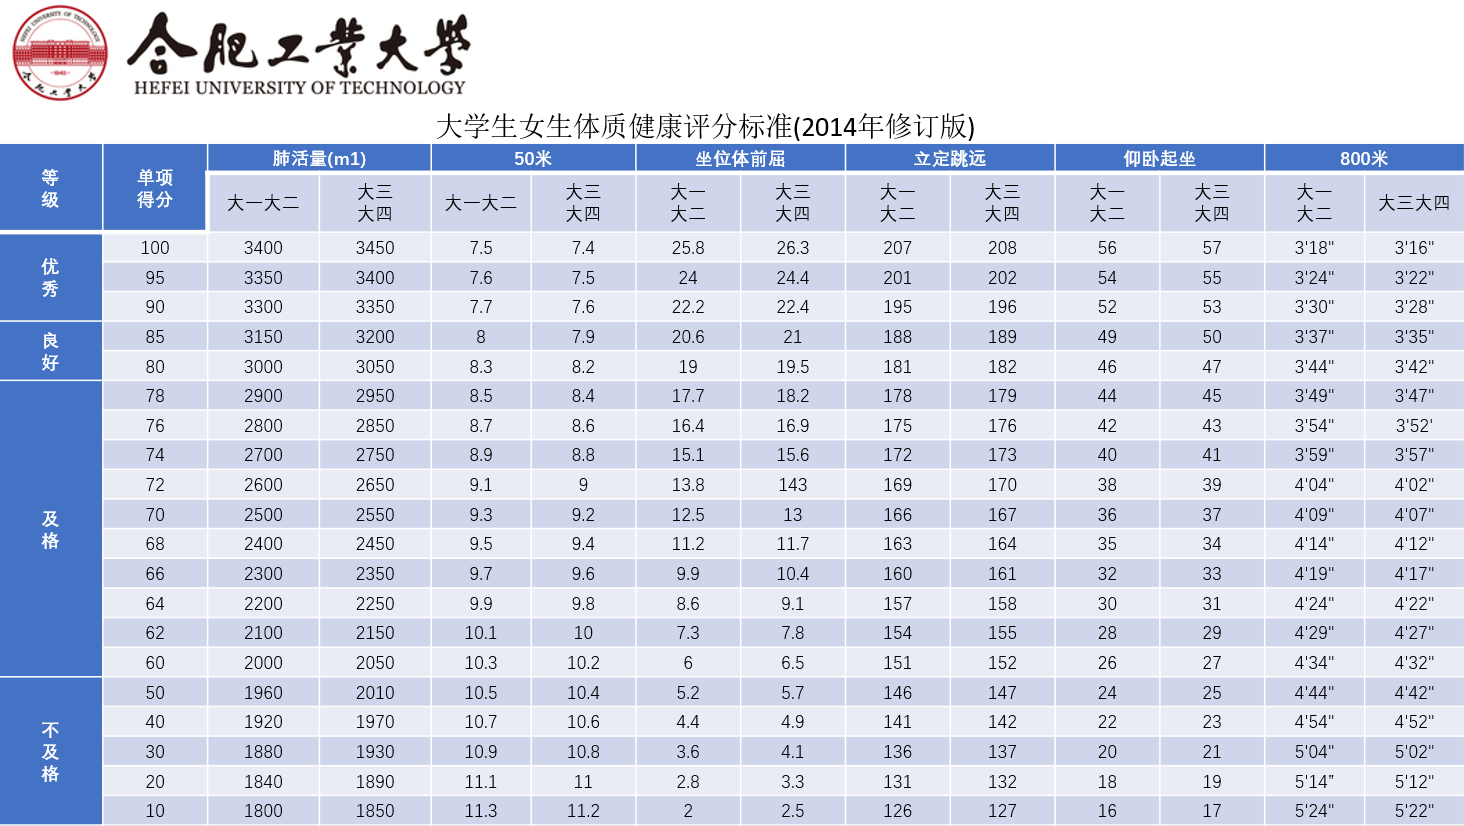 HEFEI UNIVERSITY OF TECHNOLOGY
·1945·
合肥工业大学
合肥工業大學
HEFEI UNIVERSITY OF TECHNOLOGY
大学生女生体质健康评分标准(2014年修订版)
等级 单项得分 肺活量(m1) 50米 坐位体前屈 立定跳远 仰卧起坐 800米
大一大二 大三大四 大一大二 大三大四 大一大二 大三大四 大一大二 大三大四 大一大二 大三大四 大一大二 大三大四
优秀 100 3400 3450 7.5 7.4 25.8 26.3 207 208 56 57 3'18" 3'16"
95 3350 3400 7.6 7.5 24 24.4 201 202 54 55 3'24" 3'22"
90 3300 3350 7.7 7.6 22.2 22.4 195 196 52 53 3'30" 3'28"
良好 85 3150 3200 8 7.9 20.6 21 188 189 49 50 3'37" 3'35"
80 3000 3050 8.3 8.2 19 19.5 181 182 46 47 3'44" 3'42"
及格 78 2900 2950 8.5 8.4 17.7 18.2 178 179 44 45 3'49" 3'47"
76 2800 2850 8.7 8.6 16.4 16.9 175 176 42 43 3'54" 3'52'
74 2700 2750 8.9 8.8 15.1 15.6 172 173 40 41 3'59" 3'57"
72 2600 2650 9.1 9 13.8 143 169 170 38 39 4'04" 4'02"
70 2500 2550 9.3 9.2 12.5 13 166 167 36 37 4'09" 4'07"
68 2400 2450 9.5 9.4 11.2 11.7 163 164 35 34 4'14" 4'12"
66 2300 2350 9.7 9.6 9.9 10.4 160 161 32 33 4'19" 4'17"
64 2200 2250 9.9 9.8 8.6 9.1 157 158 30 31 4'24" 4'22"
62 2100 2150 10.1 10 7.3 7.8 154 155 28 29 4'29" 4'27"
60 2000 2050 10.3 10.2 6 6.5 151 152 26 27 4'34" 4'32"
不及格 50 1960 2010 10.5 10.4 5.2 5.7 146 147 24 25 4'44" 4'42"
40 1920 1970 10.7 10.6 4.4 4.9 141 142 22 23 4'54" 4'52"
30 1880 1930 10.9 10.8 3.6 4.1 136 137 20 21 5'04" 5'02"
20 1840 1890 11.1 11 2.8 3.3 131 132 18 19 5'14” 5'12"
10 1800 1850 11.3 11.2 2 2.5 126 127 16 17 5'24" 5'22"